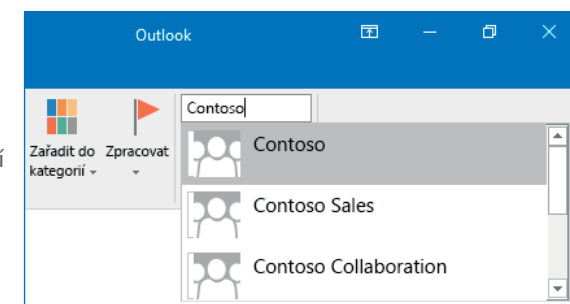 Outlook
Contoso
Zařadit do
kategorií
Zpracovat
í
Contoso
Contoso Sales
Contoso Collaboration